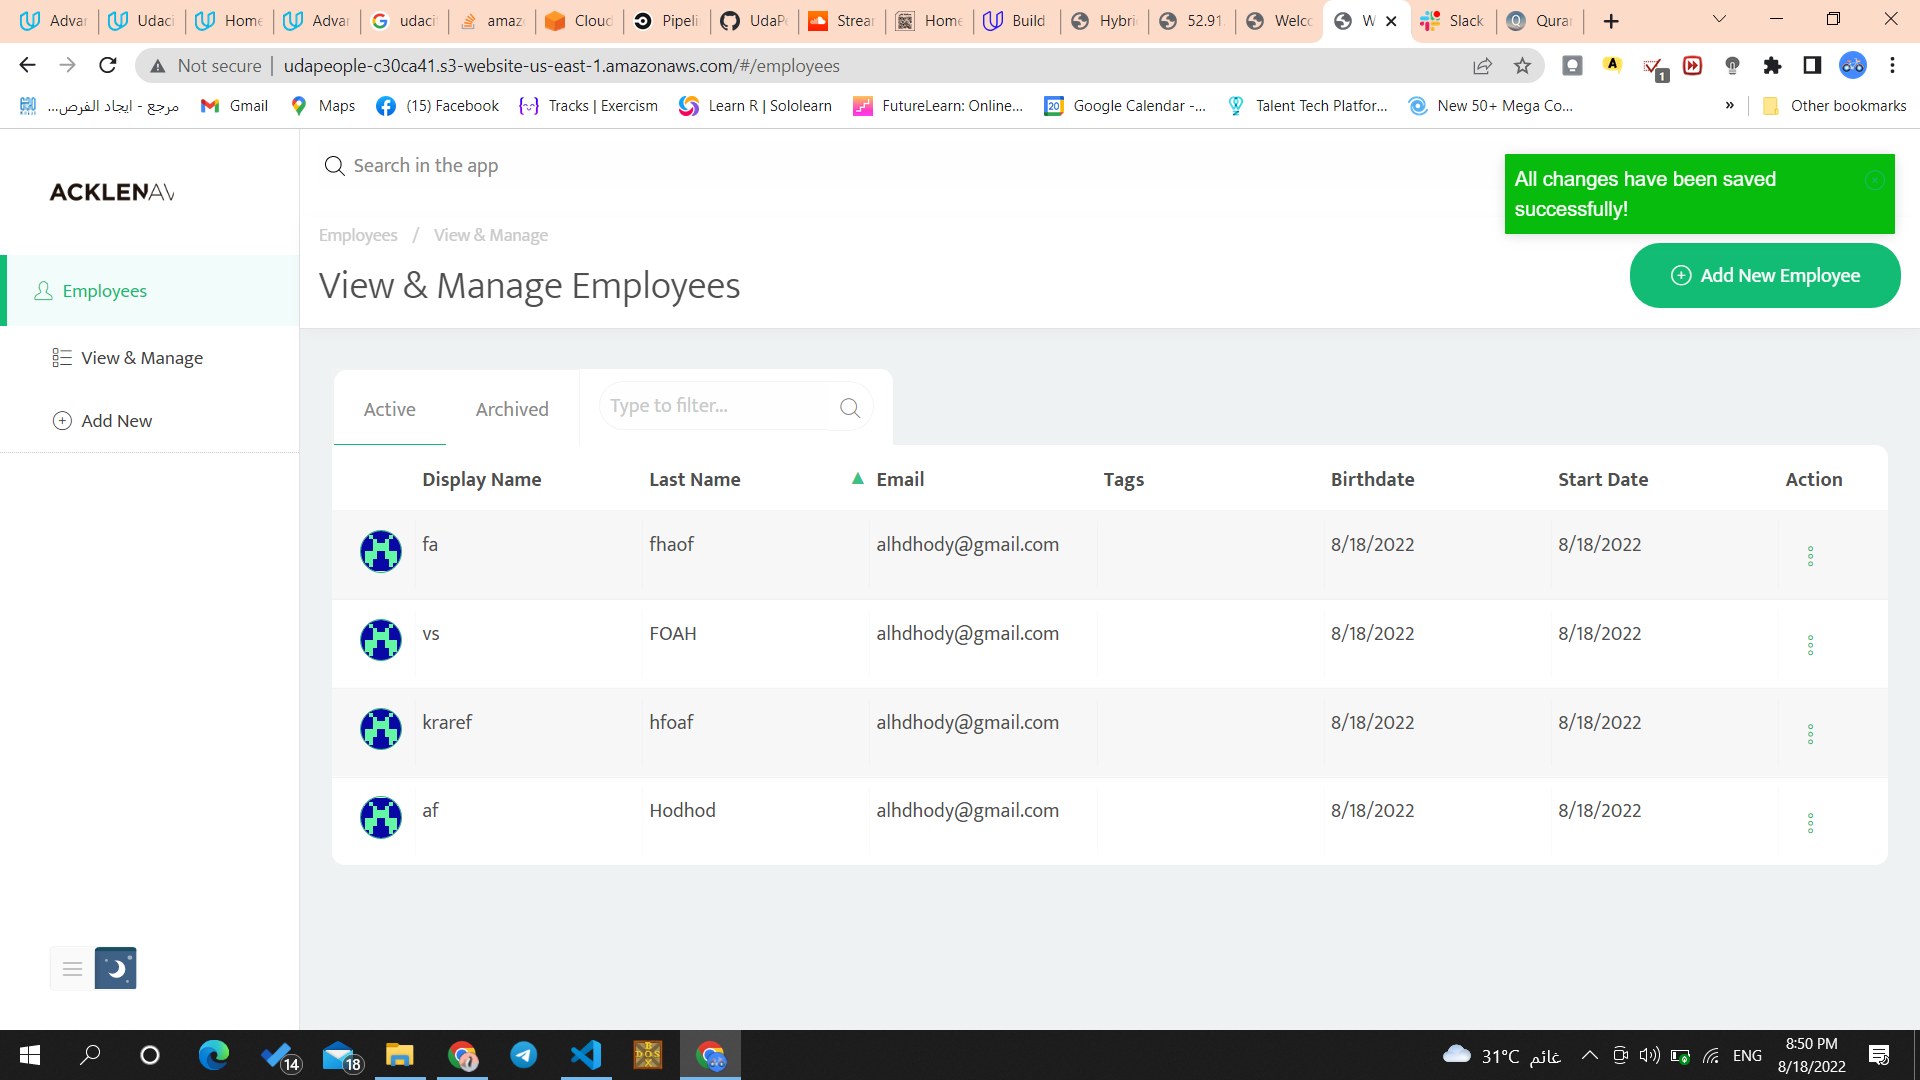 Advar
Udaci
Home
Advar
udacit
amaz
Cloud
Pipeli
UdaPe
Strear
Home
Build
Hybri
52.91.
Welco
W
Slack
Qurar
Not secure
udapeople-c30ca41.s3-website-us-east-1.amazonaws.com/#/employees
1
مرجع - ايجاد الفرص...
Gmail
Maps
(15) Facebook
Tracks | Exercism
Learn R | Sololearn
FutureLearn: Online...
Google Calendar -...
Talent Tech Platfor...
New 50+ Mega Co...
»
Other bookmarks
ACKLENAV
Search in the app
All changes have been saved
successfully!
Employees / View & Manage
View & Manage Employees
Add New Employee
Employees
View & Manage
Add New
Active
Archived
Type to filter...
Display Name Last Name ▲ Email Tags Birthdate Start Date Action
fa fhaof alhdhody@gmail.com 8/18/2022 8/18/2022
vs FOAH alhdhody@gmail.com 8/18/2022 8/18/2022
kraref hfoaf alhdhody@gmail.com 8/18/2022 8/18/2022
af Hodhod alhdhody@gmail.com 8/18/2022 8/18/2022
14
18
31°C غائم
ENG
8:50 PM
8/18/2022